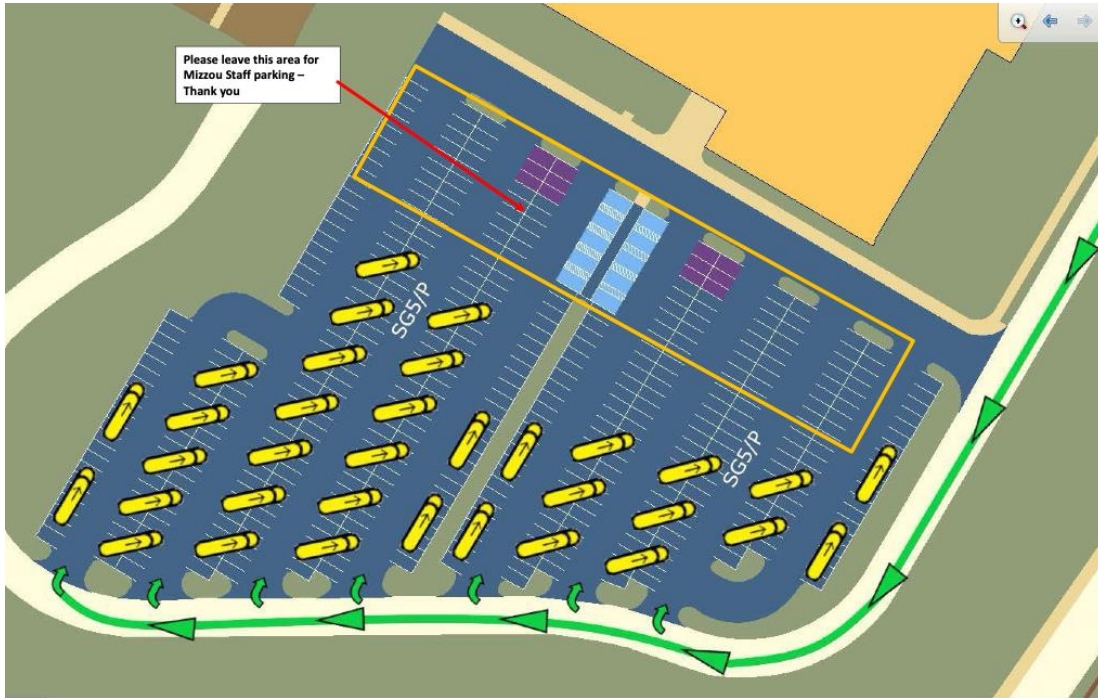 Please leave this area for
Mizzou Staff parking –
Thank you
SG5/P
SG5/P